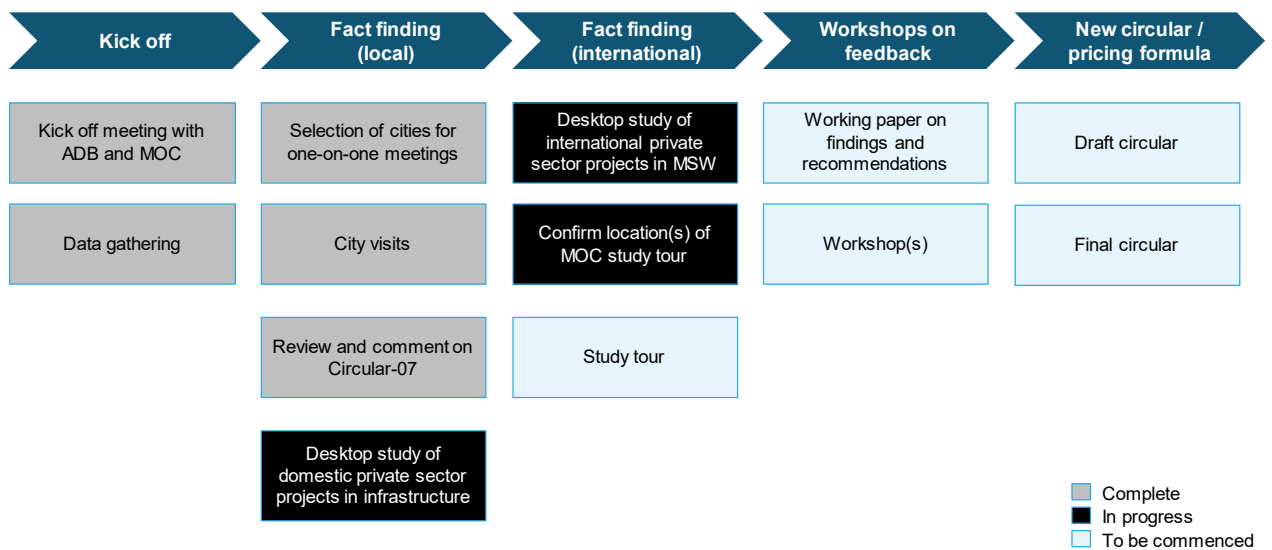 Kick off
Fact finding
(local)
Fact finding
(international)
Workshops on
feedback
New circular /
pricing formula
Kick off meeting with
ADB and MOC
Data gathering
Selection of cities for
one-on-one meetings
City visits
Review and comment on
Circular-07
Desktop study of
domestic private sector
projects in infrastructure
Desktop study of
international private
sector projects in MSW
Confirm location(s) of
MOC study tour
Study tour
Working paper on
findings and
recommendations
Workshop(s)
Draft circular
Final circular
Complete
In progress
To be commenced